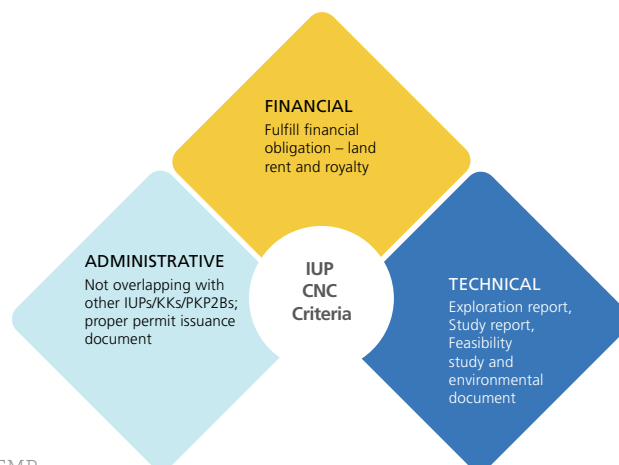 FINANCIAL
Fulfill financial
obligation – land
rent and royalty
ADMINISTRATIVE
Not overlapping with
other IUPs/KKs/PKP2Bs;
proper permit issuance
document
IUP
CNC
Criteria
TECHNICAL
Exploration report,
Study report,
Feasibility
study and
environmental
document